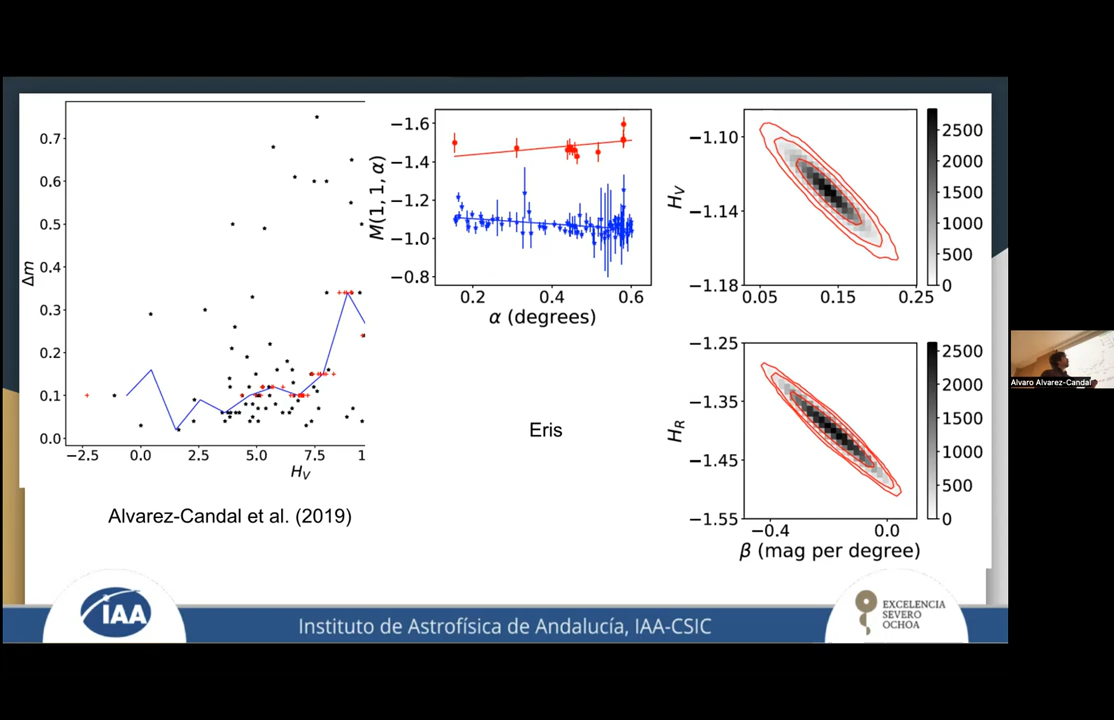 0.7
0.6
0.5
0.4
0.3
0.2
0.1
0.0
Δm
−2.5 0.0 2.5 5.0 7.5 1
H_V
Alvarez-Candal et al. (2019)
−1.6
−1.4
−1.2
−1.0
−0.8
M(1, 1, α)
0.2 0.4 0.6
α (degrees)
Eris
−1.10
−1.14
−1.18
H_V
0.05 0.15 0.25
2500
2000
1500
1000
500
0
−1.25
−1.35
−1.45
−1.55
H_R
−0.4 0.0
β (mag per degree)
2500
2000
1500
1000
500
0
iAA
Instituto de Astrofísica de Andalucía, IAA-CSIC
EXCELENCIA
SEVERO
OCHOA
Alvaro Alvarez-Candal